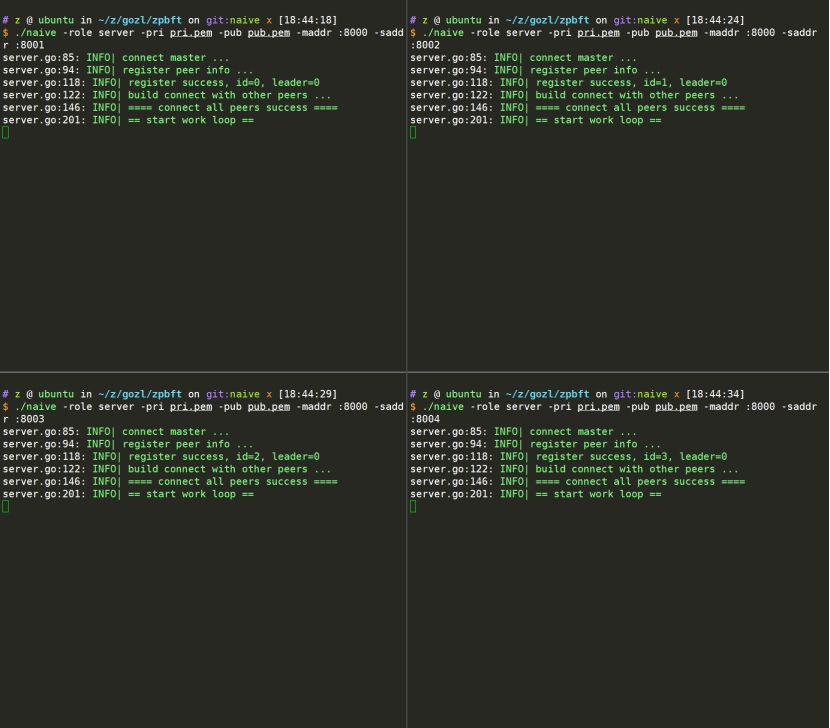 # z @ ubuntu in ~/z/gozl/zpbft on git:naive x [18:44:18]
$ ./naive -role server -pri pri.pem -pub pub.pem -maddr :8000 -sadd
r :8001
server.go:85: INFO| connect master ...
server.go:94: INFO| register peer info ...
server.go:118: INFO| register success, id=0, leader=0
server.go:122: INFO| build connect with other peers ...
server.go:146: INFO| ==== connect all peers success ====
server.go:201: INFO| == start work loop ==
# z @ ubuntu in ~/z/gozl/zpbft on git:naive x [18:44:24]
$ ./naive -role server -pri pri.pem -pub pub.pem -maddr :8000 -saddr
:8002
server.go:85: INFO| connect master ...
server.go:94: INFO| register peer info ...
server.go:118: INFO| register success, id=1, leader=0
server.go:122: INFO| build connect with other peers ...
server.go:146: INFO| ==== connect all peers success ====
server.go:201: INFO| == start work loop ==
# z @ ubuntu in ~/z/gozl/zpbft on git:naive x [18:44:29]
$ ./naive -role server -pri pri.pem -pub pub.pem -maddr :8000 -sadd
r :8003
server.go:85: INFO| connect master ...
server.go:94: INFO| register peer info ...
server.go:118: INFO| register success, id=2, leader=0
server.go:122: INFO| build connect with other peers ...
server.go:146: INFO| ==== connect all peers success ====
server.go:201: INFO| == start work loop ==
# z @ ubuntu in ~/z/gozl/zpbft on git:naive x [18:44:34]
$ ./naive -role server -pri pri.pem -pub pub.pem -maddr :8000 -saddr
:8004
server.go:85: INFO| connect master ...
server.go:94: INFO| register peer info ...
server.go:118: INFO| register success, id=3, leader=0
server.go:122: INFO| build connect with other peers ...
server.go:146: INFO| ==== connect all peers success ====
server.go:201: INFO| == start work loop ==